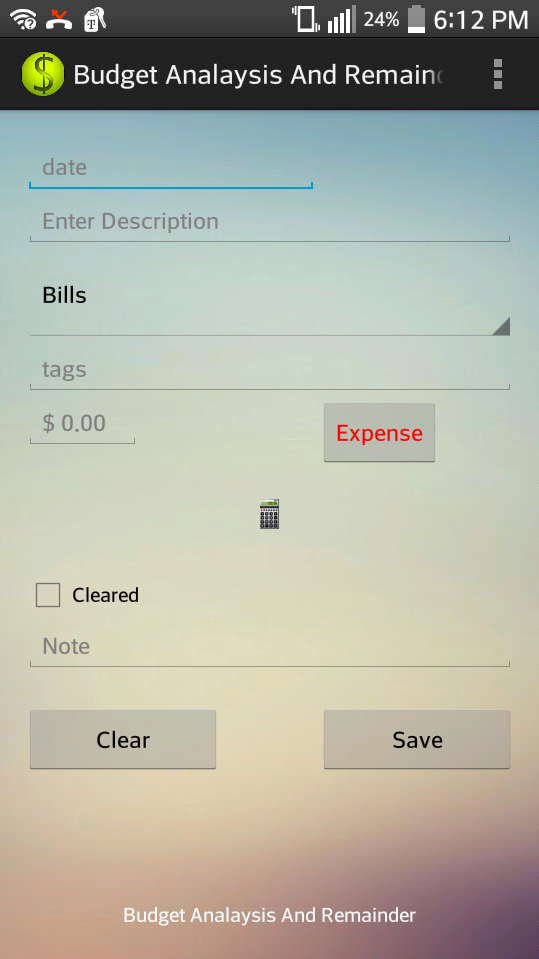 24% 6:12 PM
Budget Analaysis And Remain
date
Enter Description
Bills
tags
$ 0.00
Expense
Cleared
Note
Clear Save
Budget Analaysis And Remainder